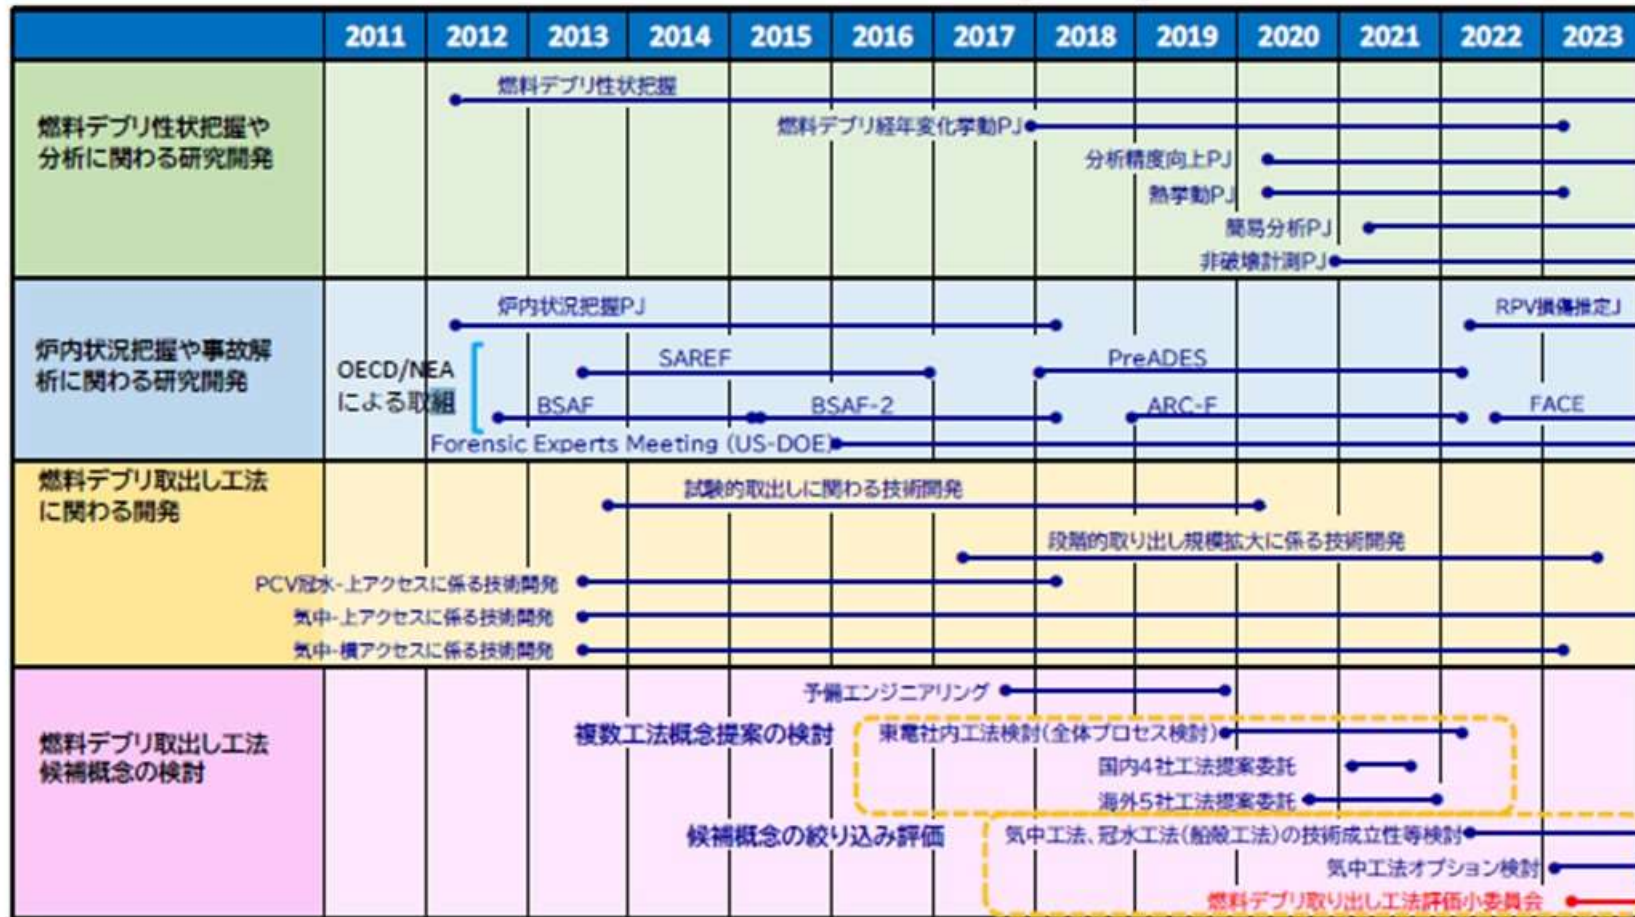 2011 2012 2013 2014 2015 2016 2017 2018 2019 2020 2021 2022 2023
燃料デブリ性状把握や
分析に関わる研究開発
燃料デブリ性状把握
燃料デブリ経年変化挙動PJ
分析精度向上PJ
熱挙動PJ
簡易分析PJ
非破壊計測PJ
炉内状況把握や事故解
析に関わる研究開発
炉内状況把握PJ
RPV損傷推定J
OECD/NEA
による取組
SAREF
PreADES
BSAF
BSAF-2
ARC-F
FACE
Forensic Experts Meeting (US-DOE)
燃料デブリ取出し工法
に関わる開発
試験的取出しに関わる技術開発
段階的取り出し規模拡大に係る技術開発
PCV冠水-上アクセスに係る技術開発
気中-上アクセスに係る技術開発
気中-横アクセスに係る技術開発
燃料デブリ取出し工法
候補概念の検討
予備エンジニアリング
複数工法概念提案の検討
東電社内工法検討(全体プロセス検討)
国内4社工法提案委託
海外5社工法提案委託
候補概念の絞り込み評価
気中工法、冠水工法(船殻工法)の技術成立性等検討
気中工法オプション検討
燃料デブリ取り出し工法評価小委員会